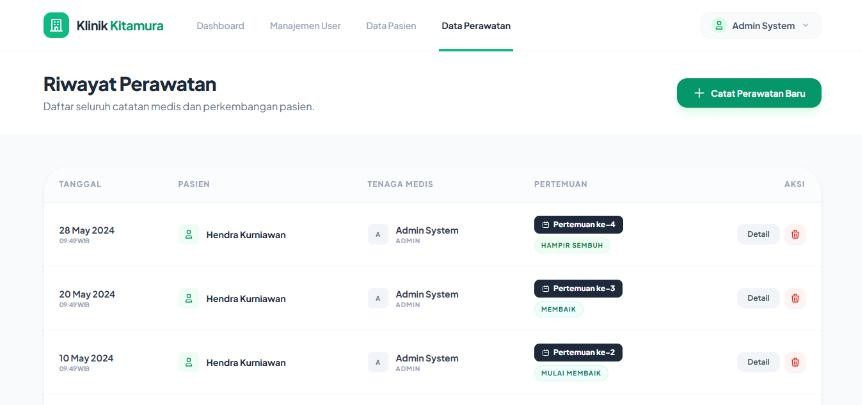 Klinik Kitamura
Dashboard
Manajemen User
Data Pasien
Data Perawatan
Admin System
Riwayat Perawatan
Daftar seluruh catatan medis dan perkembangan pasien.
Catat Perawatan Baru
TANGGAL PASIEN TENAGA MEDIS PERTEMUAN AKSI
28 May 2024
09:49 WIB
Hendra Kurniawan
A
Admin System
ADMIN
Pertemuan ke-4
HAMPIR SEMBUH
Detail
20 May 2024
09:49 WIB
Hendra Kurniawan
A
Admin System
ADMIN
Pertemuan ke-3
MEMBAIK
Detail
10 May 2024
09:49 WIB
Hendra Kurniawan
A
Admin System
ADMIN
Pertemuan ke-2
MULAI MEMBAIK
Detail